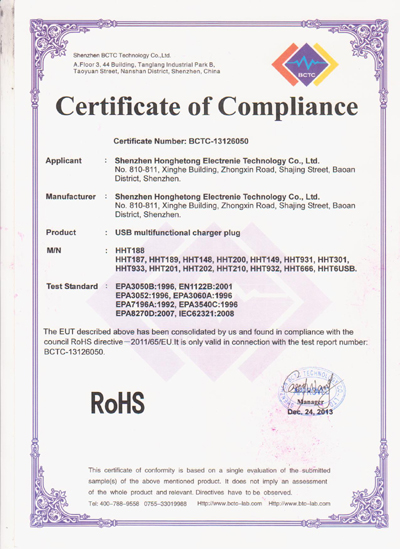 Shenzhen BCTC Technology Co.,Ltd.
A.Floor 3, 44 Building, Tanglang Industrial Park B,
Taoyuan Street, Nanshan District, Shenzhen, China
BCTC
Certificate of Compliance
Certificate Number: BCTC-13126050
Applicant : Shenzhen Honghetong Electrenie Technology Co., Ltd.
No. 810-811, Xinghe Building, Zhongxin Road, Shajing Street, Baoan
District, Shenzhen.
Manufacturer : Shenzhen Honghetong Electrenie Technology Co., Ltd.
No. 810-811, Xinghe Building, Zhongxin Road, Shajing Street, Baoan
District, Shenzhen.
Product : USB multifunctional charger plug
M/N : HHT188
HHT187, HHT189, HHT148, HHT200, HHT149, HHT931, HHT301,
HHT933, HHT201, HHT202, HHT210, HHT932, HHT666, HHT6USB.
Test Standard : EPA3050B:1996, EN1122B:2001
EPA3052:1996, EPA3060A:1996
EPA7196A:1992, EPA3540C:1996
EPA8270D:2007, IEC62321:2008
The EUT described above has been consolidated by us and found in compliance with the
council RoHS directive-2011/65/EU.It is only valid in connection with the test report number:
BCTC-13126050.
RoHS
Manager
Dec. 24, 2013
This certificate of conformity is based on a single evaluation of the submitted
sample(s) of the above mentioned product. It does not imply an assessment
of the whole product and relevant. Directives have to be observed.
Tel: 400-788-9558 0755-33019988 Http://www.bctc-lab.com Http://www.btc-lab.com